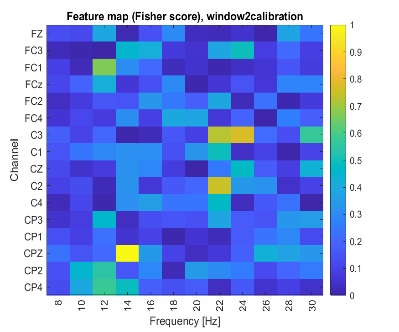 Feature map (Fisher score), window2calibration
FZ
FC3
FC1
FCz
FC2
FC4
C3
C1
CZ
C2
C4
CP3
CP1
CPZ
CP2
CP4
Channel
8 10 12 14 16 18 20 22 24 26 28 30
Frequency [Hz]
1
0.9
0.8
0.7
0.6
0.5
0.4
0.3
0.2
0.1
0